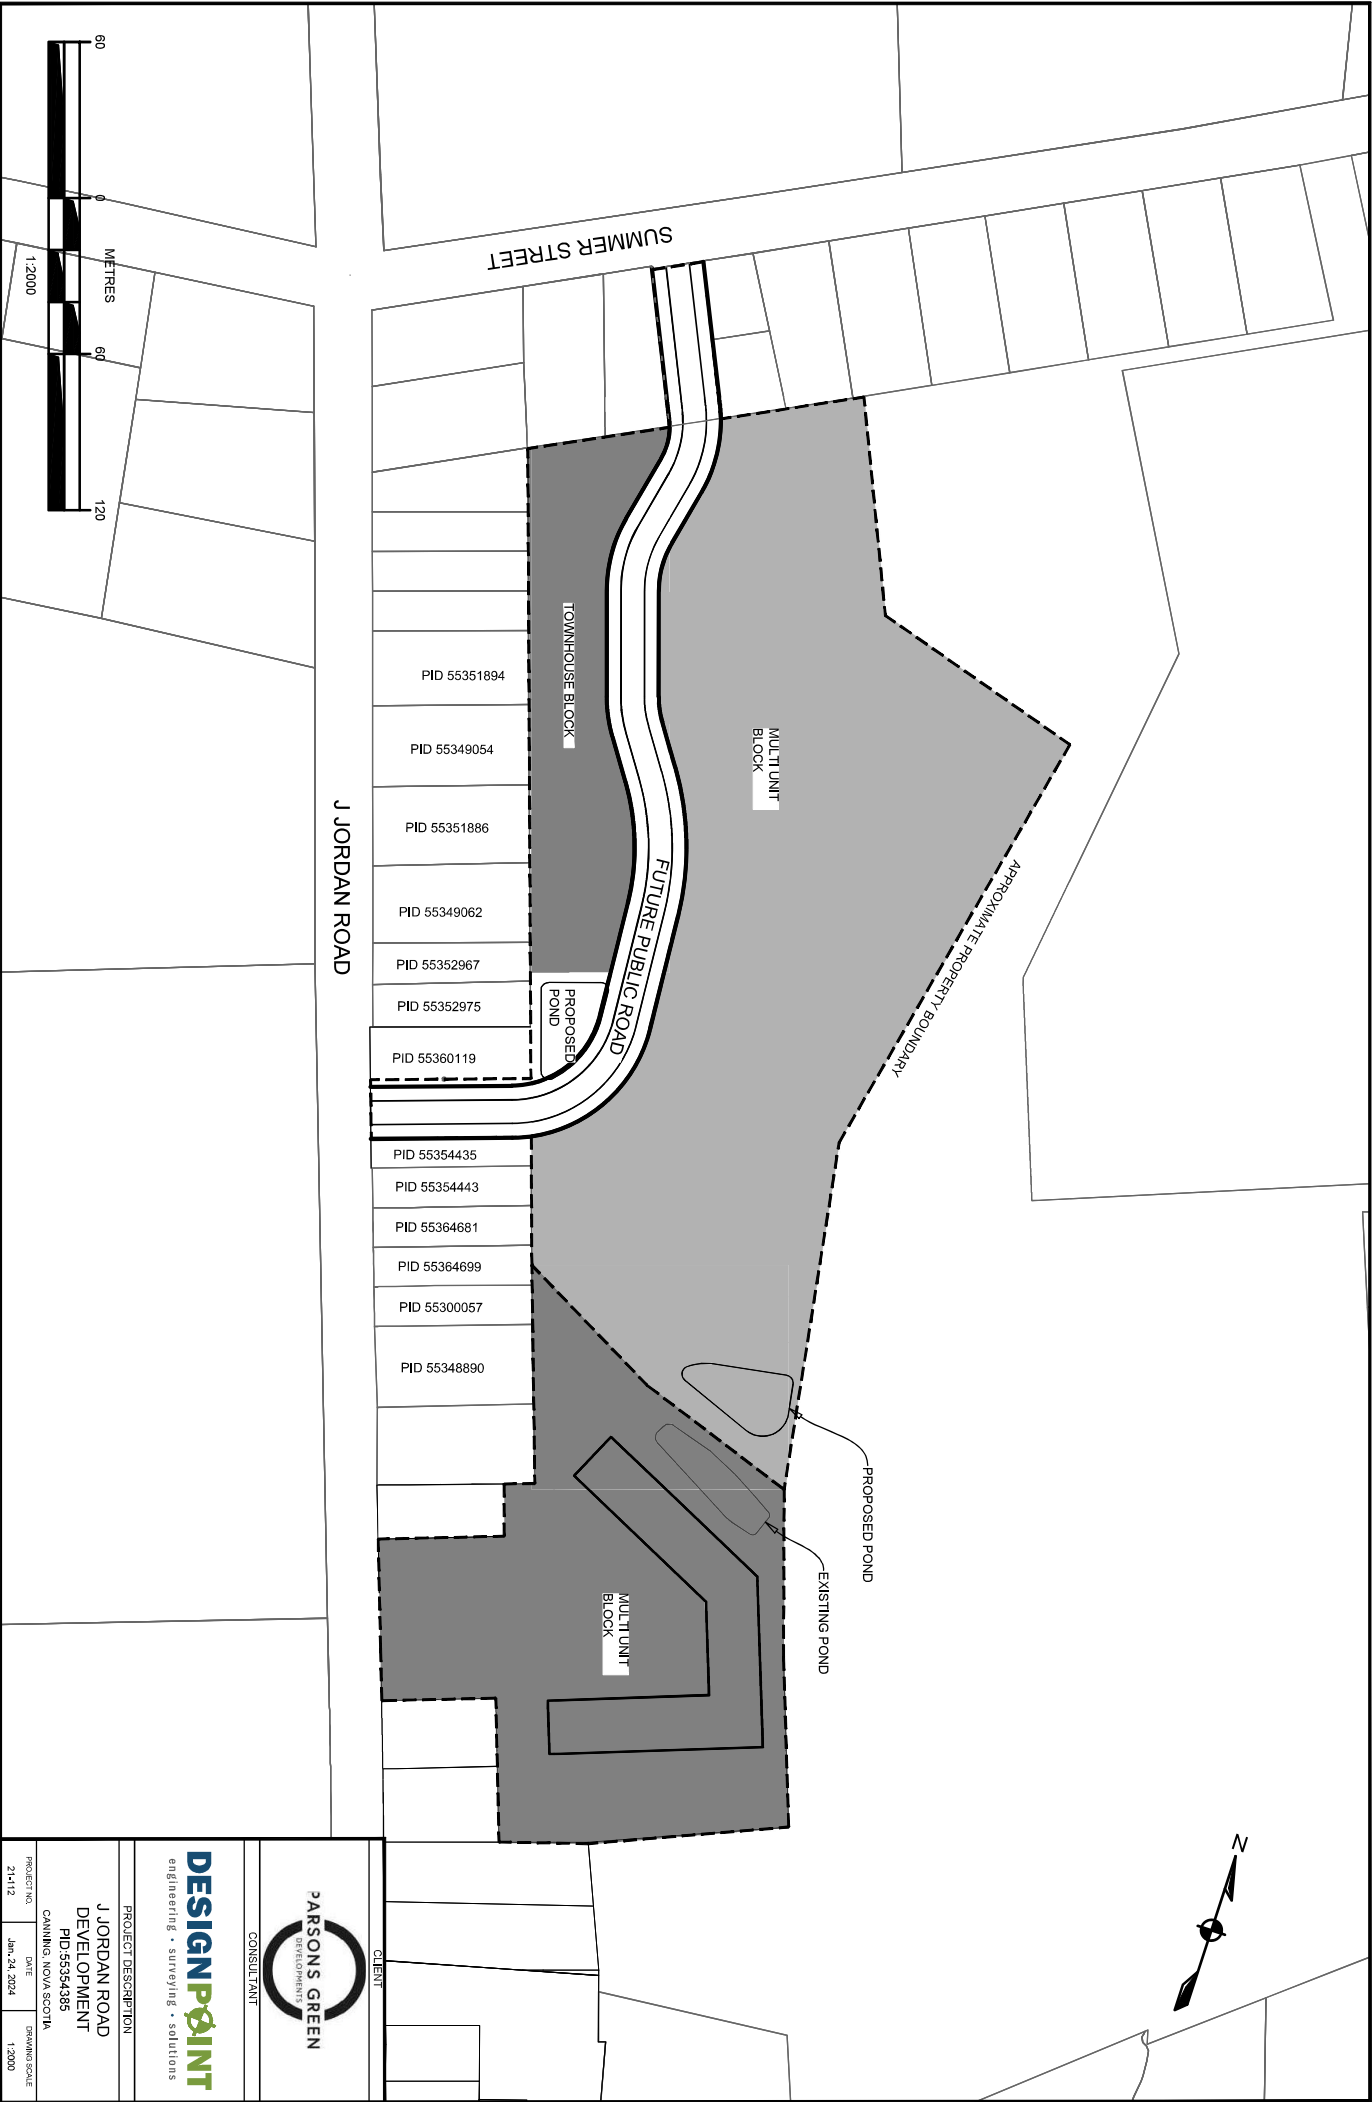 SUMMER STREET
60
0
60
120
METRES
1:2000
TOWNHOUSE BLOCK
MULTI UNIT
BLOCK
APPROXIMATE PROPERTY BOUNDARY
FUTURE PUBLIC ROAD
PROPOSED
POND
J JORDAN ROAD
PID 55351894
PID 55349054
PID 55351886
PID 55349062
PID 55352967
PID 55352975
PID 55360119
PID 55354435
PID 55354443
PID 55364681
PID 55364699
PID 55300057
PID 55348890
PROPOSED POND
EXISTING POND
MULTI UNIT
BLOCK
N
CLIENT
PARSONS GREEN
DEVELOPMENTS
CONSULTANT
DESIGNPOINT
engineering • surveying • solutions
PROJECT DESCRIPTION
J JORDAN ROAD
DEVELOPMENT
PID:55354385
CANNING, NOVA SCOTIA
PROJECT NO.
21-112
DATE
Jan. 24, 2024
DRAWING SCALE
1:2000